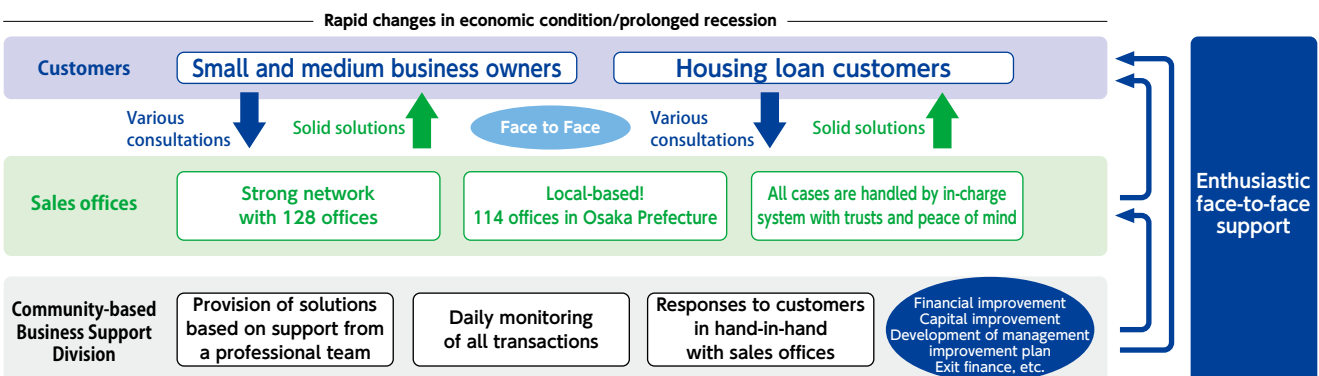 Rapid changes in economic condition/prolonged recession
Customers
Small and medium business owners
Housing loan customers
Various
consultations
Solid solutions
Face to Face
Various
consultations
Solid solutions
Sales offices
Strong network
with 128 offices
Local-based!
114 offices in Osaka Prefecture
All cases are handled by in-charge
system with trusts and peace of mind
Enthusiastic
face-to-face
support
Community-based
Business Support
Division
Provision of solutions
based on support from
a professional team
Daily monitoring
of all transactions
Responses to customers
in hand-in-hand
with sales offices
Financial improvement
Capital improvement
Development of management
improvement plan
Exit finance, etc.